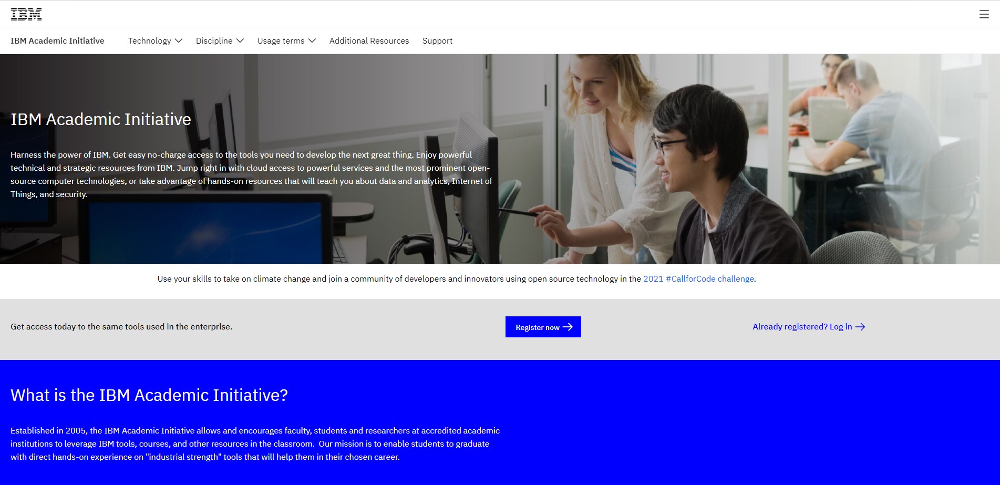 IBM
IBM Academic Initiative
Technology
Discipline
Usage terms
Additional Resources
Support
IBM Academic Initiative
Harness the power of IBM. Get easy no-charge access to the tools you need to develop the next great thing. Enjoy powerful
technical and strategic resources from IBM. Jump right in with cloud access to powerful services and the most prominent open-
source computer technologies, or take advantage of hands-on resources that will teach you about data and analytics, Internet of
Things, and security.
Use your skills to take on climate change and join a community of developers and innovators using open source technology in the 2021 #CallforCode challenge.
Get access today to the same tools used in the enterprise.
Register now
Already registered? Log in
What is the IBM Academic Initiative?
Established in 2005, the IBM Academic Initiative allows and encourages faculty, students and researchers at accredited academic
institutions to leverage IBM tools, courses, and other resources in the classroom.  Our mission is to enable students to graduate
with direct hands-on experience on "industrial strength" tools that will help them in their chosen career.